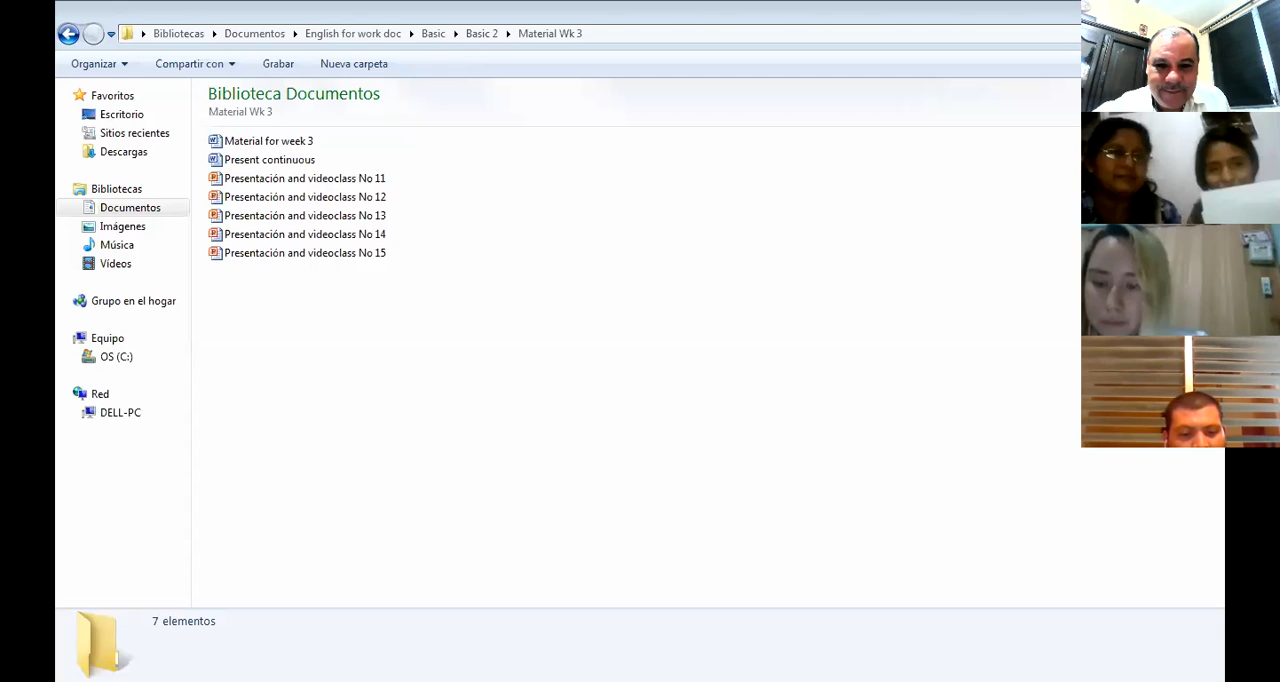 Bibliotecas Documentos English for work doc Basic Basic 2 Material Wk 3
Organizar Compartir con Grabar Nueva carpeta
Favoritos
Escritorio
Sitios recientes
Descargas
Bibliotecas
Documentos
Imágenes
Música
Vídeos
Grupo en el hogar
Equipo
OS (C:)
Red
DELL-PC
Biblioteca Documentos
Material Wk 3
Material for week 3
Present continuous
Presentación and videoclass No 11
Presentación and videoclass No 12
Presentación and videoclass No 13
Presentación and videoclass No 14
Presentación and videoclass No 15
7 elementos